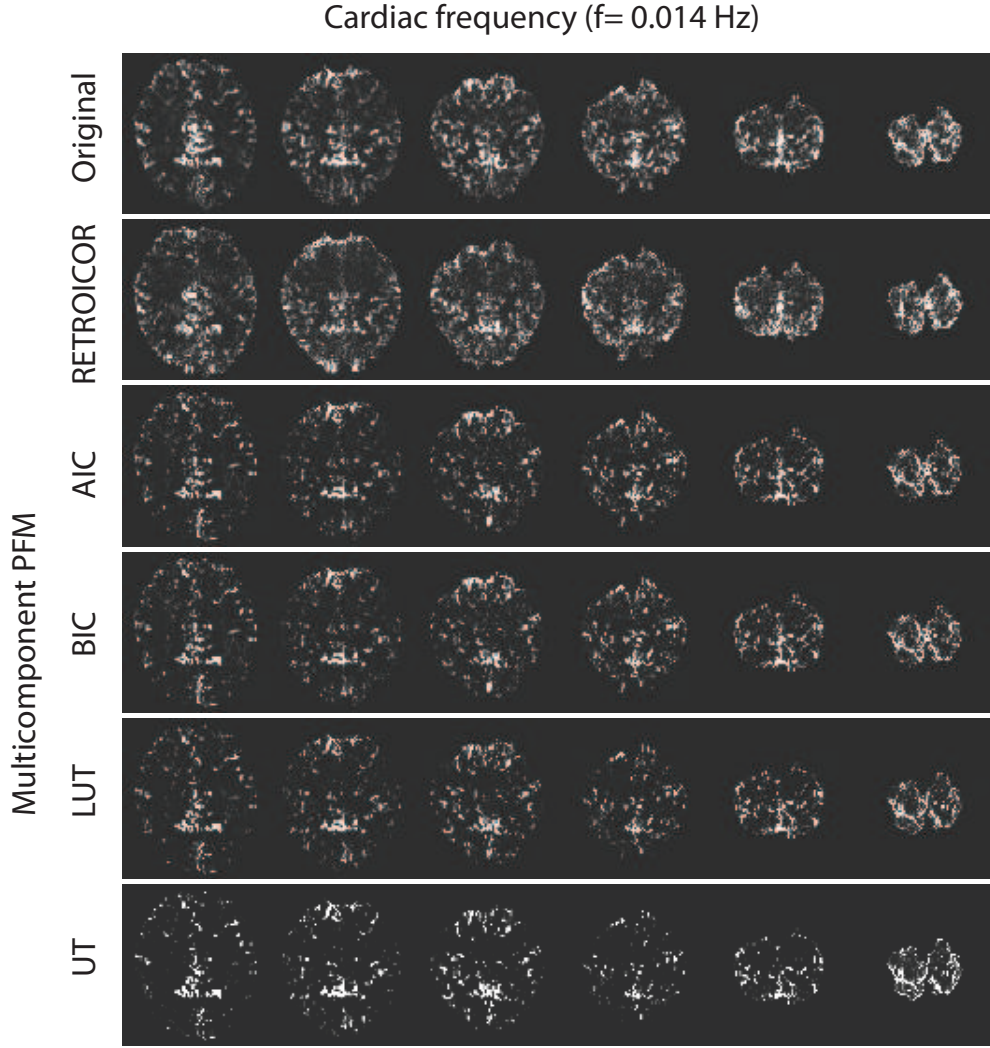 Cardiac frequency (f= 0.014 Hz)
Original
RETROICOR
Multicomponent PFM
AIC
BIC
LUT
UT